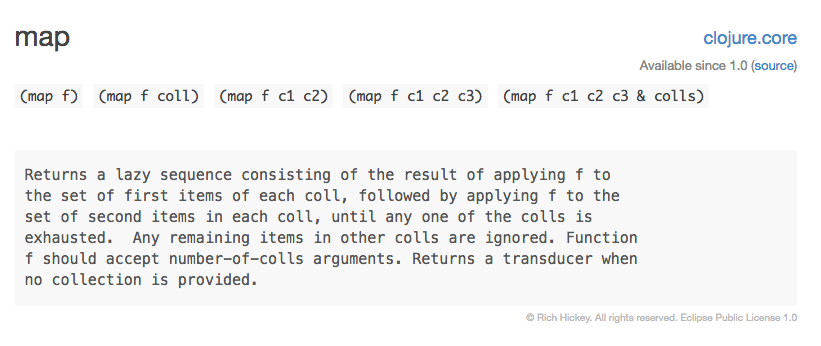 map
clojure.core
Available since 1.0 (source)
(map f) (map f coll) (map f c1 c2) (map f c1 c2 c3) (map f c1 c2 c3 & colls)
Returns a lazy sequence consisting of the result of applying f to
the set of first items of each coll, followed by applying f to the
set of second items in each coll, until any one of the colls is
exhausted.  Any remaining items in other colls are ignored. Function
f should accept number-of-colls arguments. Returns a transducer when
no collection is provided.
© Rich Hickey. All rights reserved. Eclipse Public License 1.0